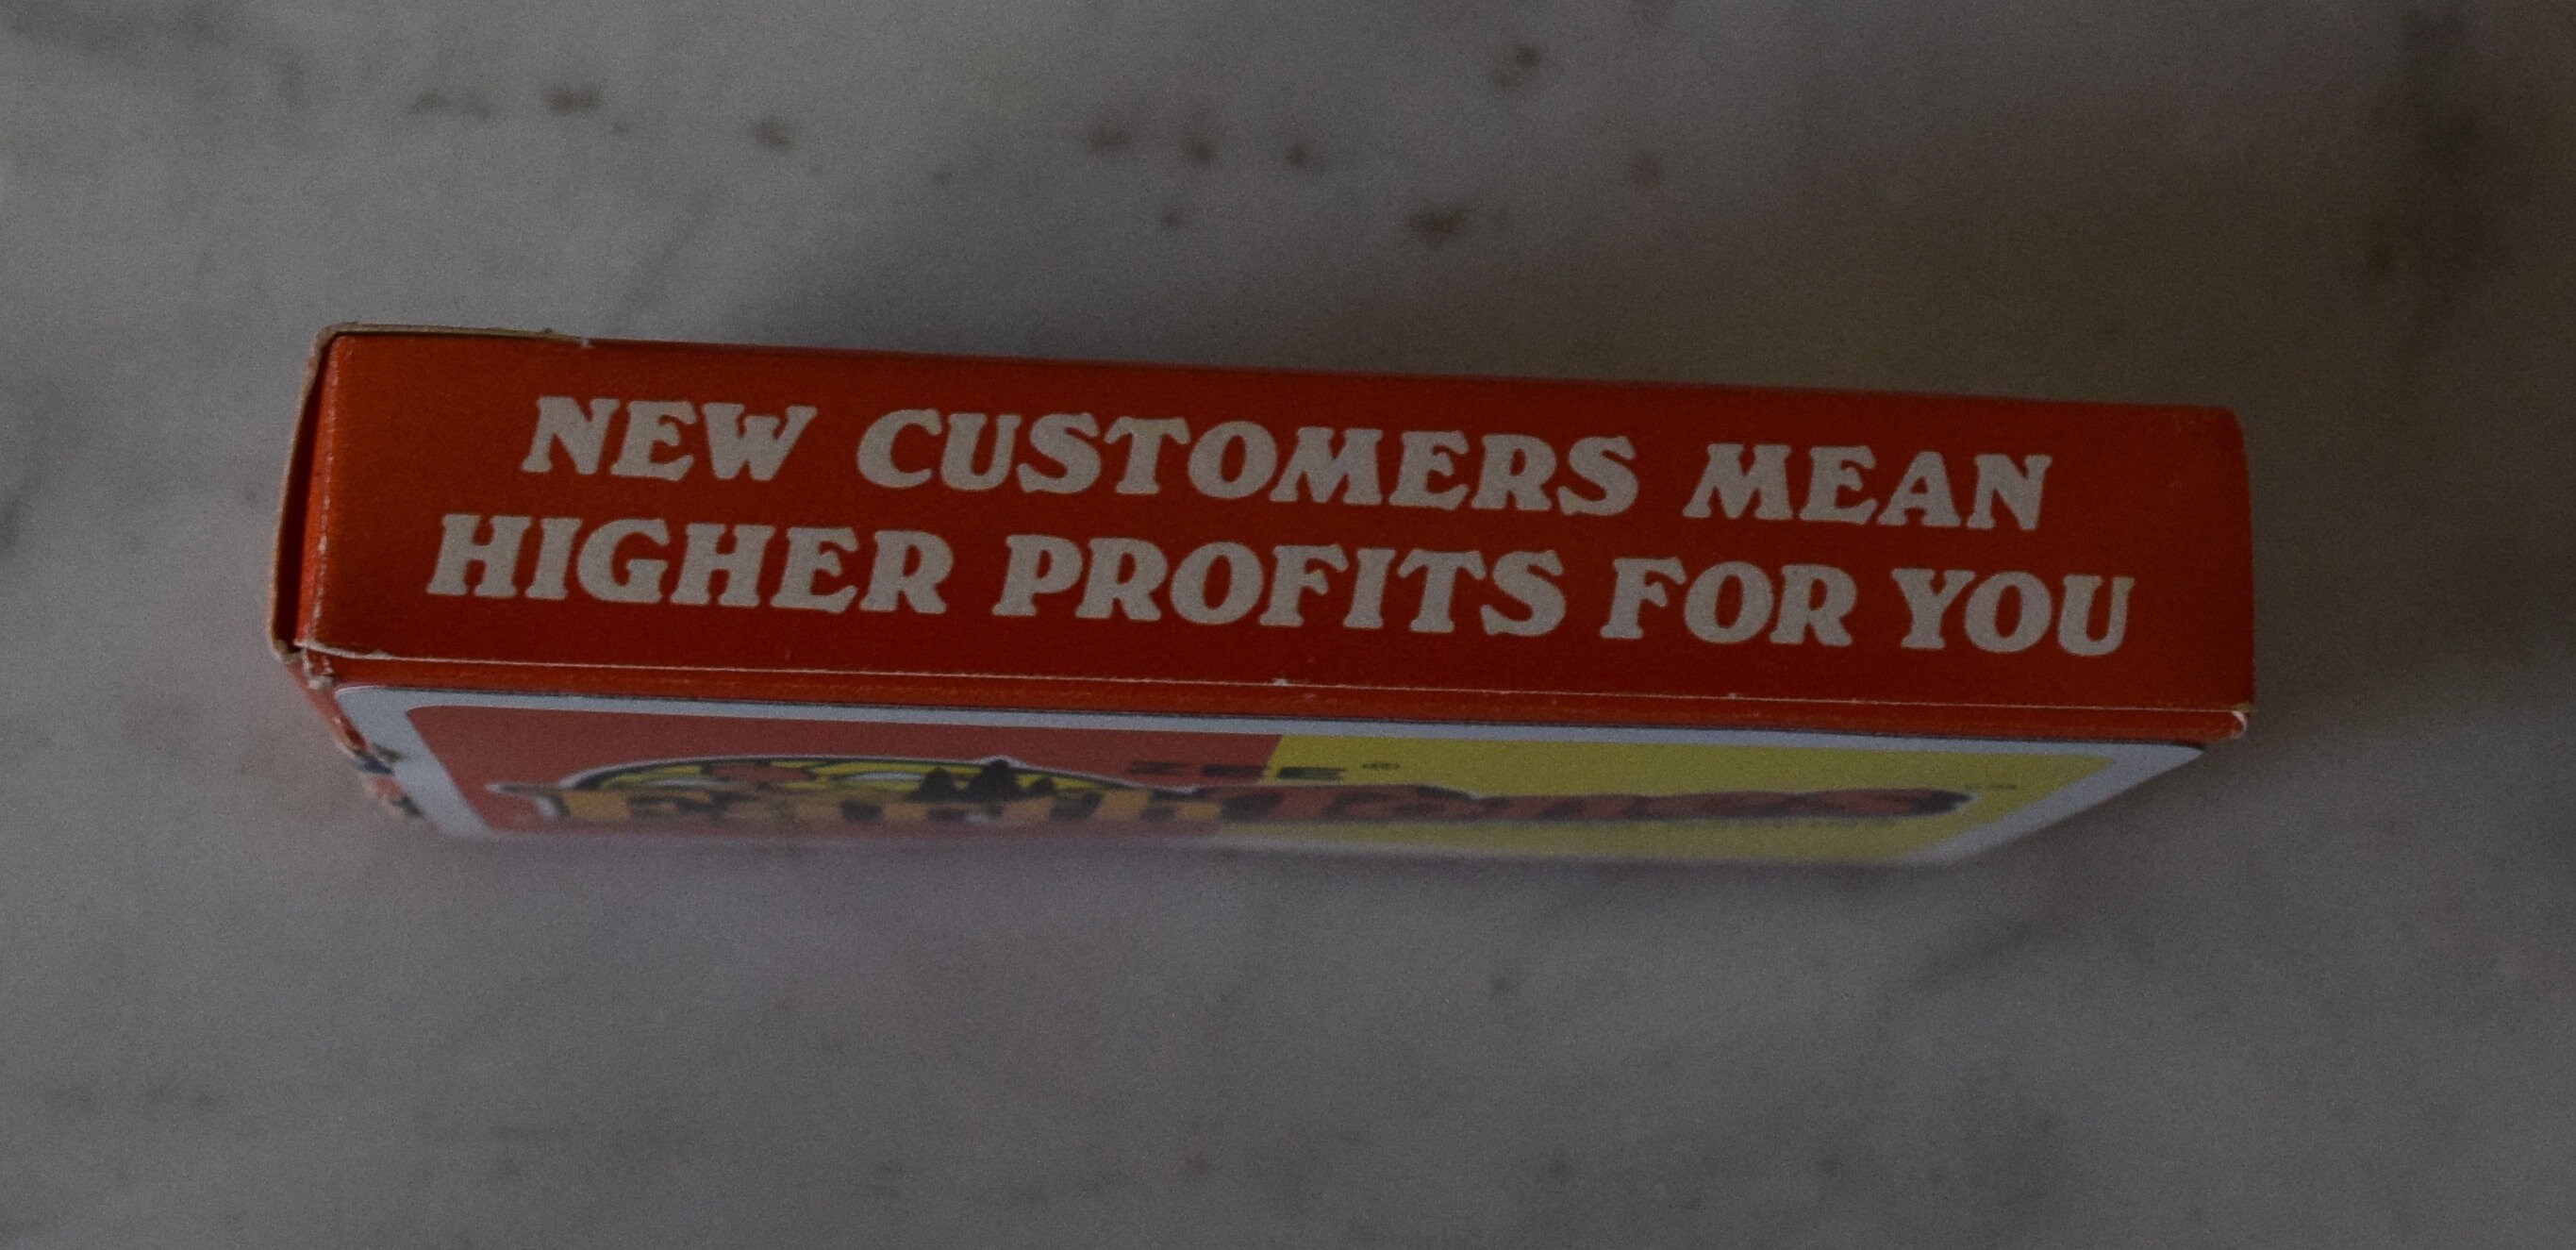 NEW CUSTOMERS MEAN
HIGHER PROFITS FOR YOU